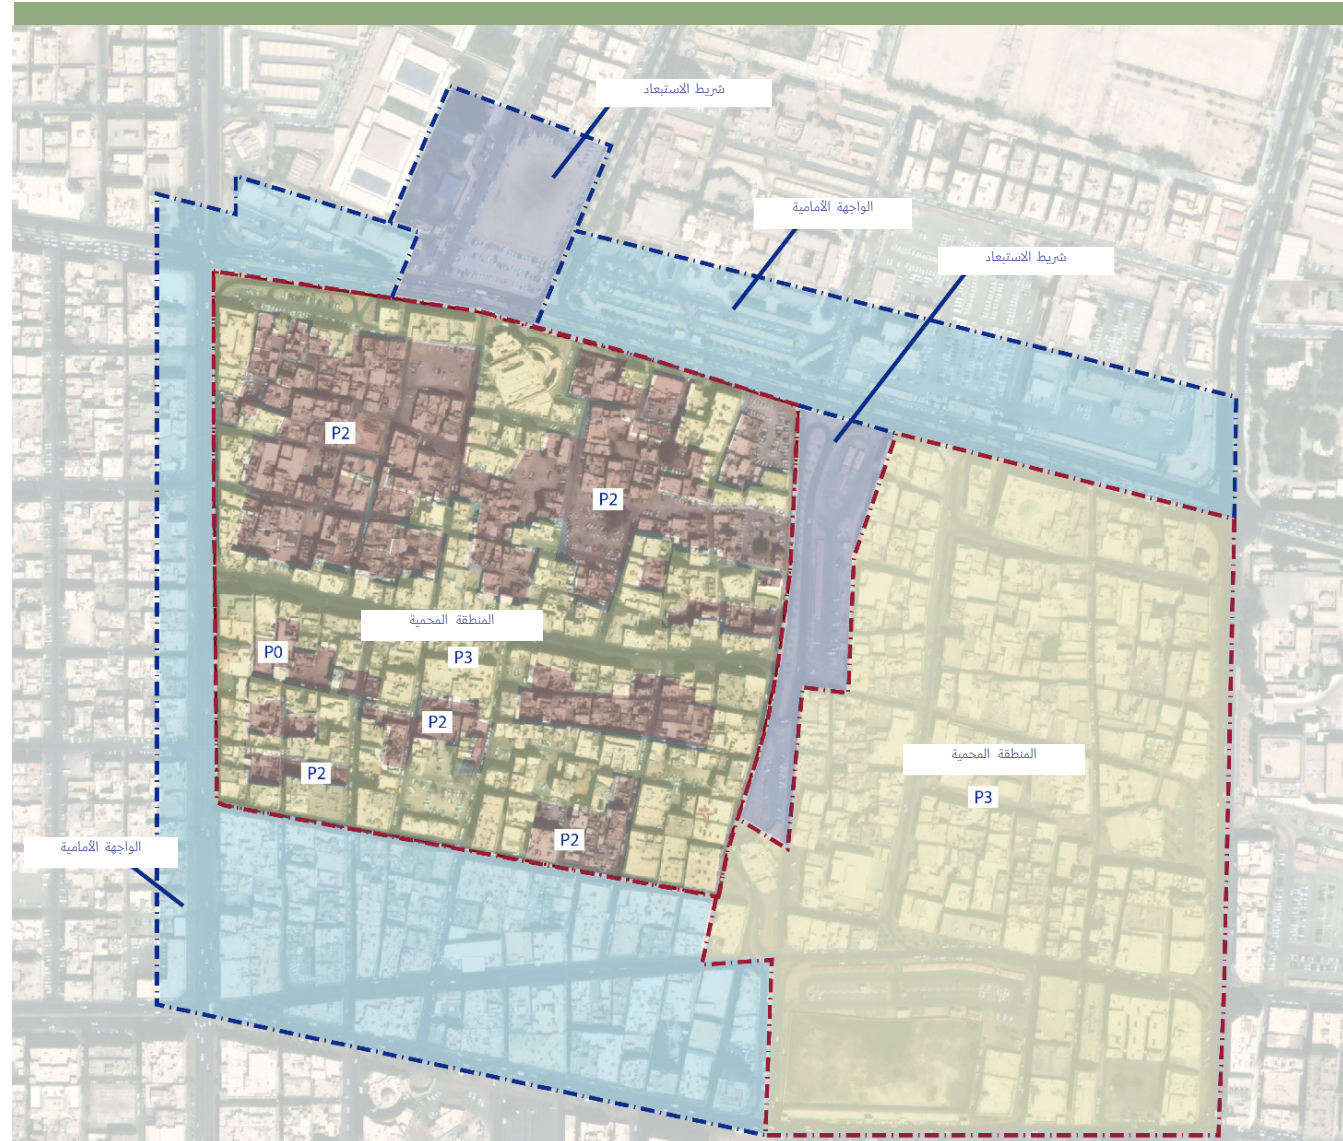 شريط الاستبعاد
الواجهة الأمامية
شريط الاستبعاد
P2
P2
المنطقة المحمية
P0
P3
P2
المنطقة المحمية
P2
P3
P2
الواجهة الأمامية